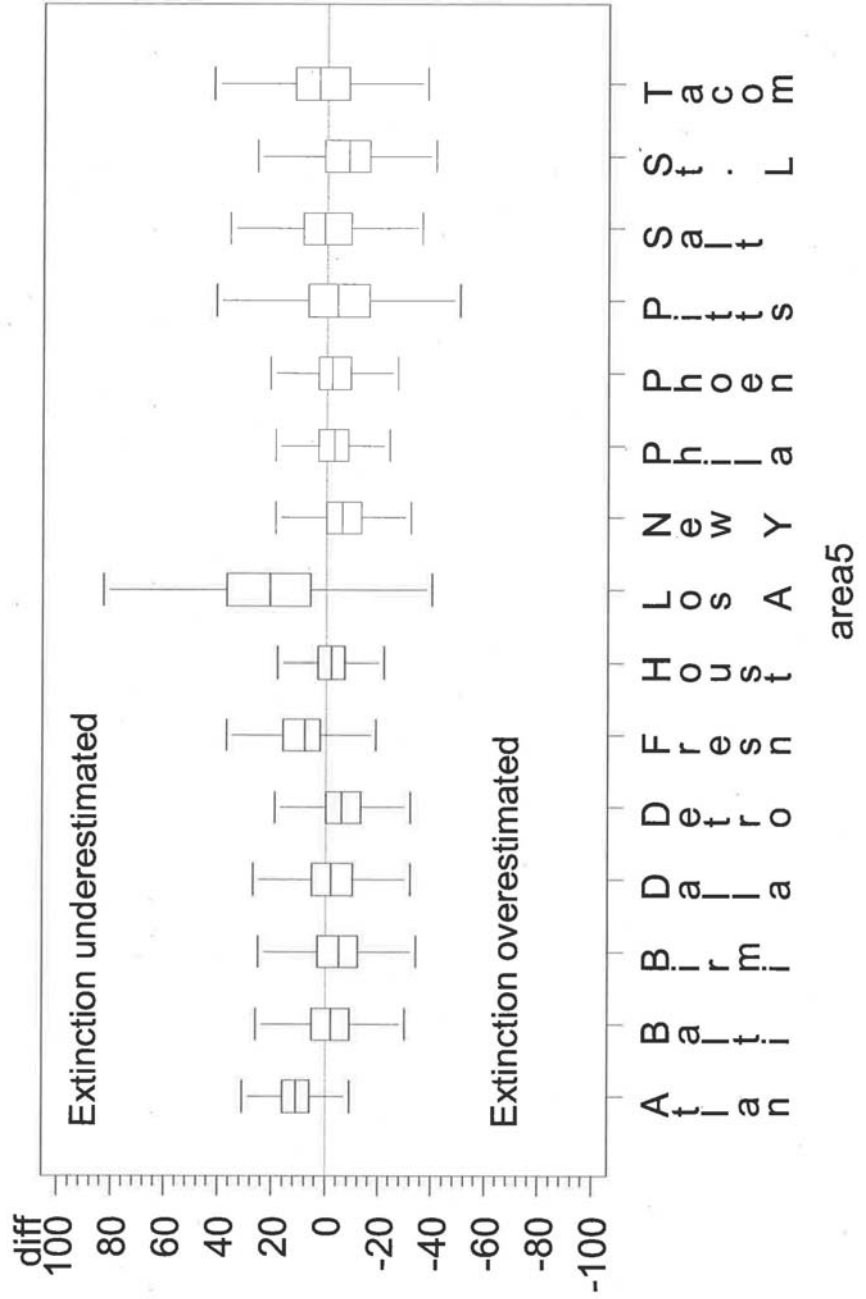 diff
100
80
60
40
20
0
-20
-40
-60
-80
-100
Extinction underestimated
Extinction overestimated
Atlan
Balti
Birmi
Dalla
Detro
Fresn
Houst
Los A
New Y
Phila
Phoen
Pitts
Salt
St. L
Tacom
area5